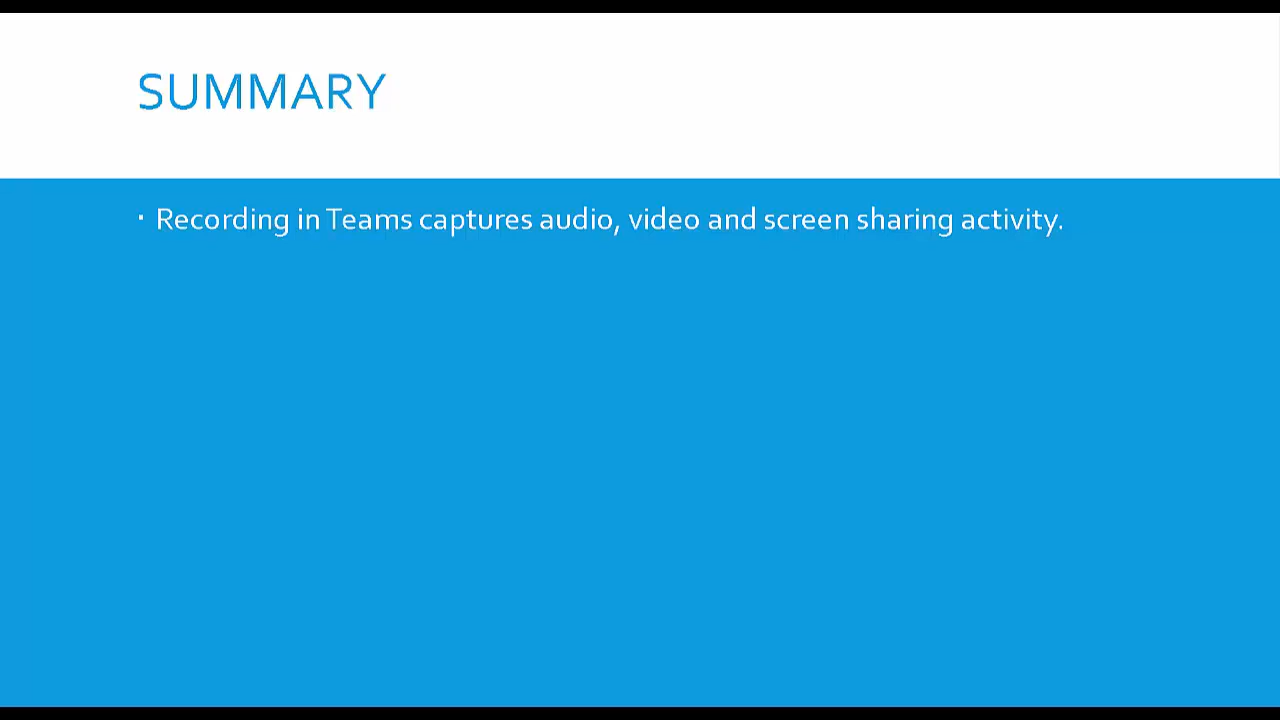 SUMMARY
▪ Recording in Teams captures audio, video and screen sharing activity.